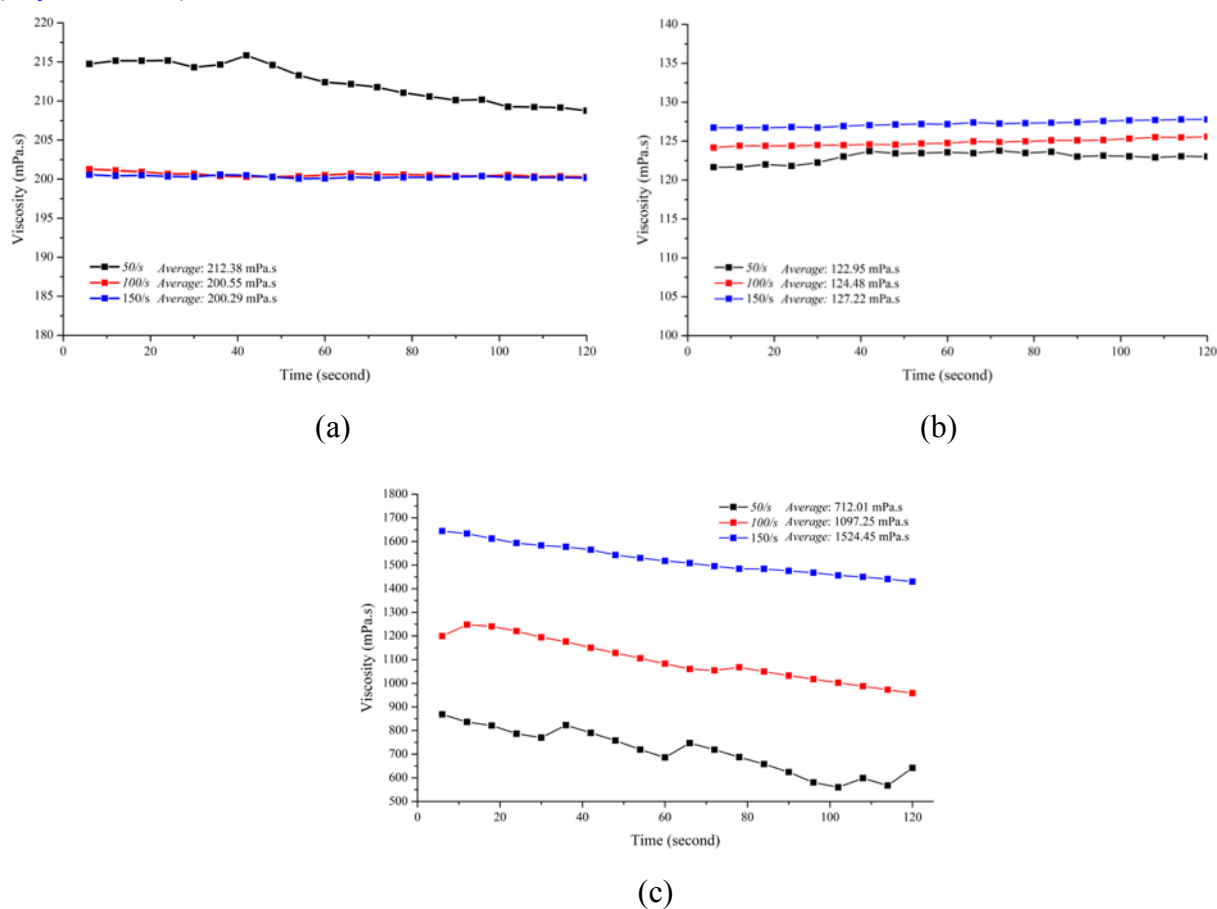 220
215
210
205
200
195
190
185
180
Viscosity (mPa.s)
50/s Average: 212.38 mPa.s
100/s Average: 200.55 mPa.s
150/s Average: 200.29 mPa.s
0 20 40 60 80 100 120
Time (second)
(a)
140
135
130
125
120
115
110
105
100
Viscosity (mPa.s)
50/s Average: 122.95 mPa.s
100/s Average: 124.48 mPa.s
150/s Average: 127.22 mPa.s
0 20 40 60 80 100 120
Time (second)
(b)
1800
1700
1600
1500
1400
1300
1200
1100
1000
900
800
700
600
500
Viscosity (mPa.s)
50/s Average: 712.01 mPa.s
100/s Average: 1097.25 mPa.s
150/s Average: 1524.45 mPa.s
0 20 40 60 80 100 120
Time (second)
(c)